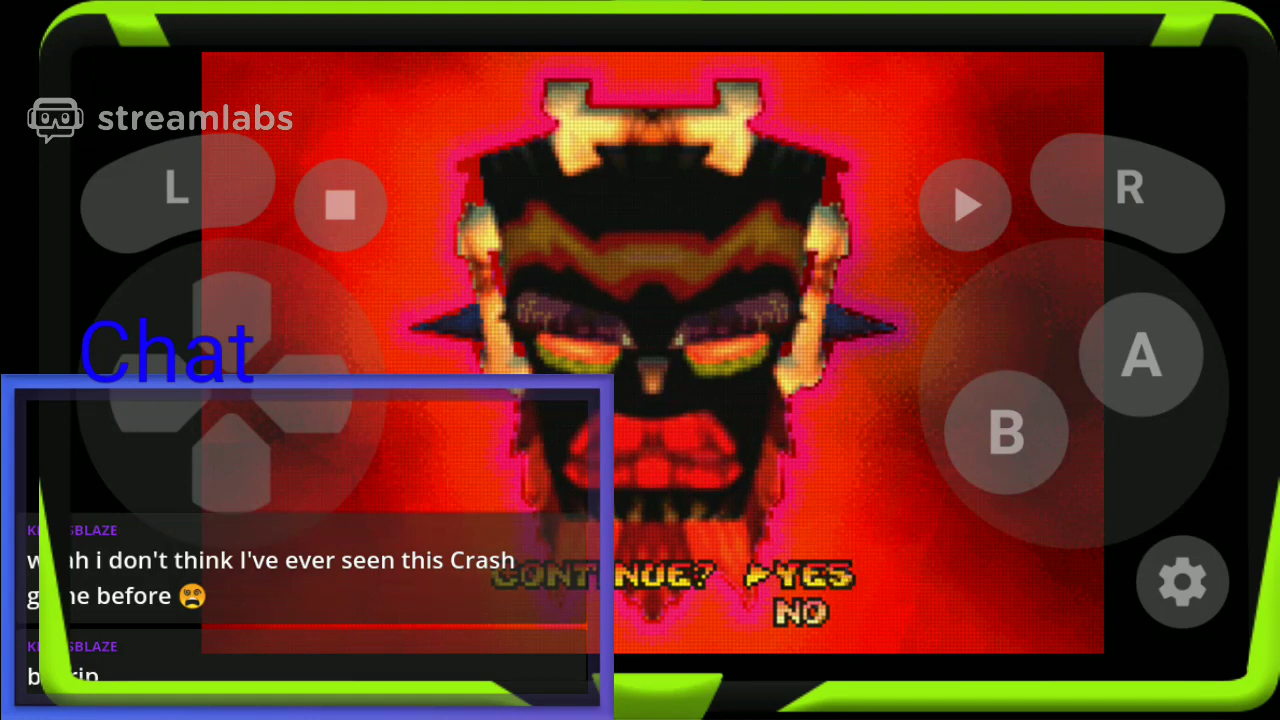 streamlabs
L
R
Chat
A
B
i don't think I've ever seen this Crash
before 😵
CONTINUE? ▶YES
NO